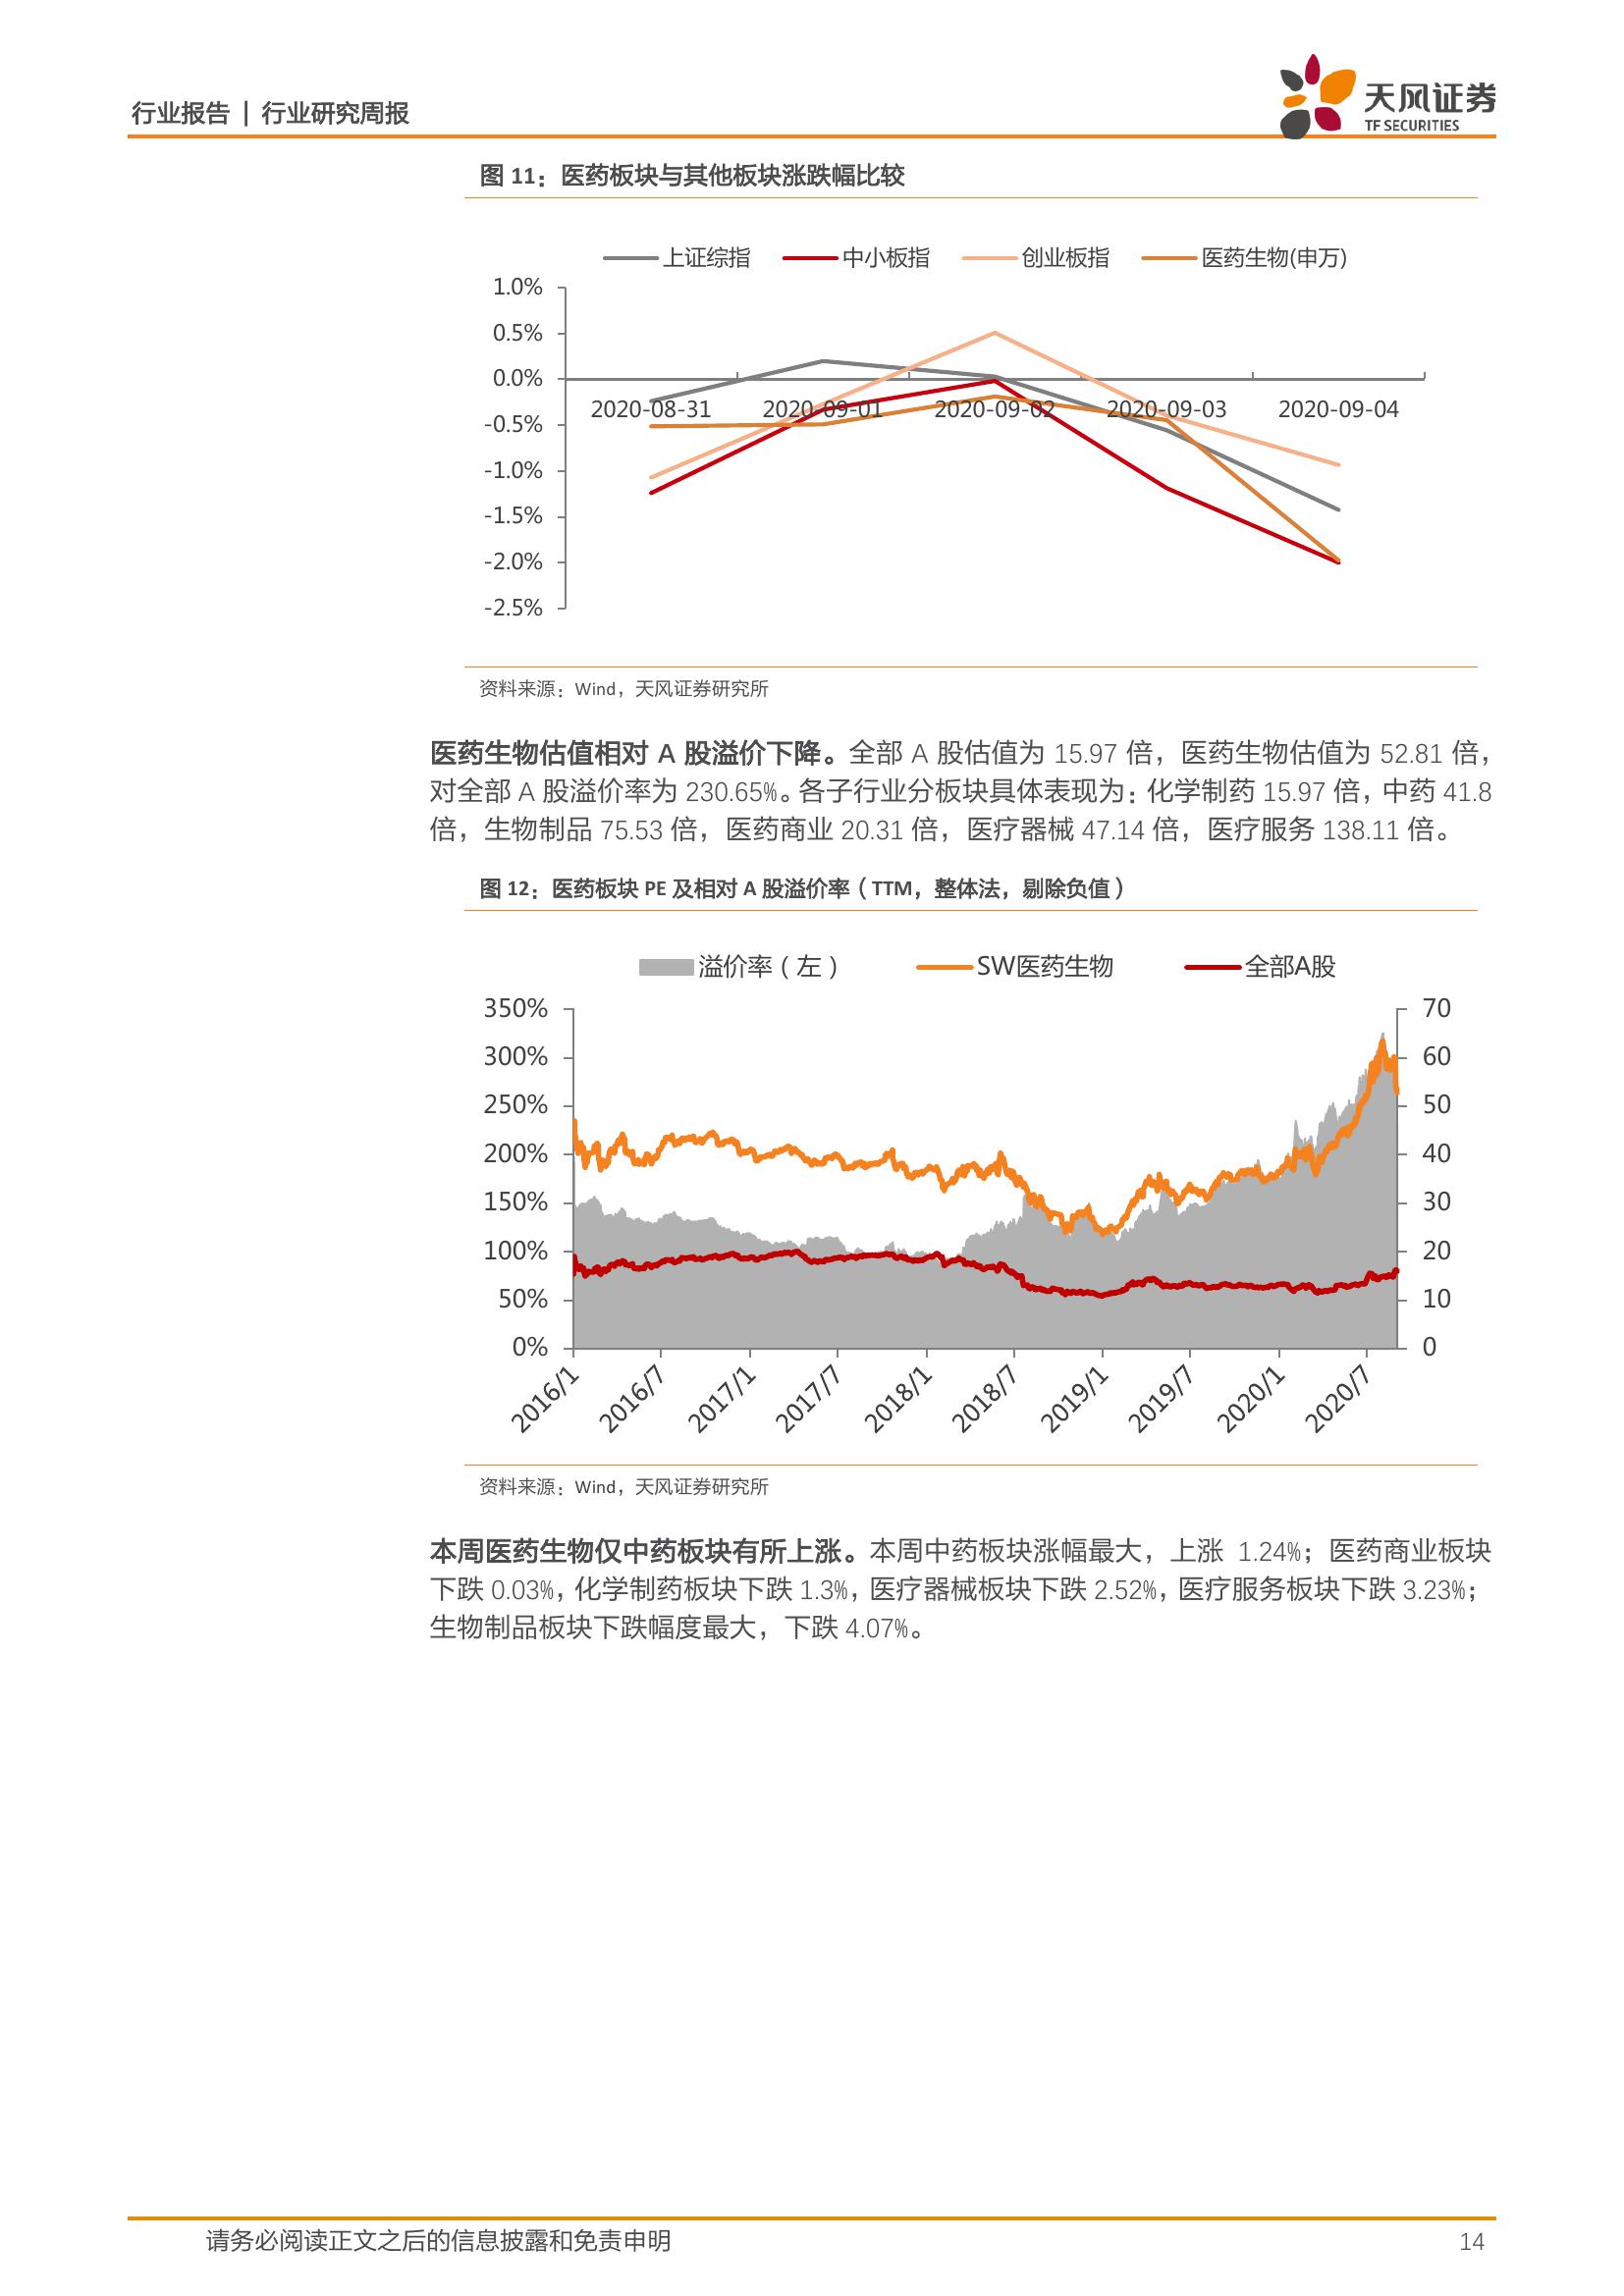 行业报告 | 行业研究周报
天风证券
TF SECURITIES
图 11：医药板块与其他板块涨跌幅比较
上证综指 中小板指 创业板指 医药生物(申万)
1.0%
0.5%
0.0%
2020-08-31 2020-09-01 2020-09-02 2020-09-03 2020-09-04
-0.5%
-1.0%
-1.5%
-2.0%
-2.5%
资料来源：Wind，天风证券研究所
医药生物估值相对 A 股溢价下降。全部 A 股估值为 15.97 倍，医药生物估值为 52.81 倍，
对全部 A 股溢价率为 230.65%。各子行业分板块具体表现为：化学制药 15.97 倍，中药 41.8
倍，生物制品 75.53 倍，医药商业 20.31 倍，医疗器械 47.14 倍，医疗服务 138.11 倍。
图 12：医药板块 PE 及相对 A 股溢价率（TTM，整体法，剔除负值）
溢价率（左） SW医药生物 全部A股
350% 70
300% 60
250% 50
200% 40
150% 30
100% 20
50% 10
0% 0
2016/1 2016/7 2017/1 2017/7 2018/1 2018/7 2019/1 2019/7 2020/1 2020/7
资料来源：Wind，天风证券研究所
本周医药生物仅中药板块有所上涨。本周中药板块涨幅最大，上涨 1.24%；医药商业板块
下跌 0.03%，化学制药板块下跌 1.3%，医疗器械板块下跌 2.52%，医疗服务板块下跌 3.23%；
生物制品板块下跌幅度最大，下跌 4.07%。
请务必阅读正文之后的信息披露和免责申明 14